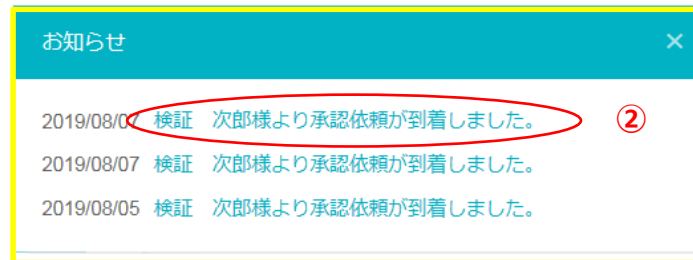 お知らせ ×
2019/08/07 検証　次郎様より承認依頼が到着しました。 ②
2019/08/07 検証　次郎様より承認依頼が到着しました。
2019/08/05 検証　次郎様より承認依頼が到着しました。